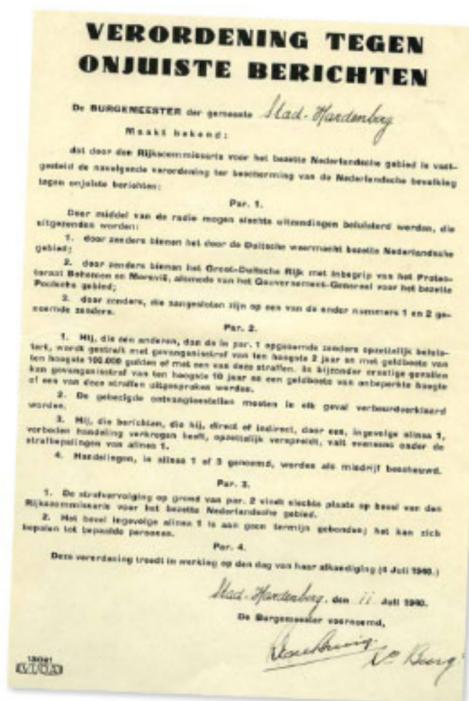 VERORDENING TEGEN
ONJUISTE BERICHTEN
De BURGEMEESTER der gemeente Stad-Hardenberg
Maakt bekend:
dat door den Rijkscommissaris voor het bezette Nederlandsche gebied is vast-
gesteld de navolgende verordening ter bescherming van de Nederlandsche bevolking
tegen onjuiste berichten:
Par. 1.
Door middel van de radio mogen slechts uitzendingen beluisterd worden, die
uitgezonden worden:
1. door zenders binnen het door de Duitsche weermacht bezette Nederlandsche
gebied;
2. door zenders binnen het Groot-Duitsche Rijk met inbegrip van het Protec-
toraat Bohemen en Moravië, alsmede van het Gouvernement-Generaal voor het bezette
Poolsche gebied;
3. door zenders, die aangesloten zijn op een van de onder nummers 1 en 2 ge-
noemde zenders.
Par. 2.
1. Hij, die een anderen, dan de in par. 1 opgesomde zenders opzettelijk beluis-
tert, wordt gestraft met gevangenisstraf van ten hoogste 2 jaar en met geldboete van
ten hoogste 100.000 gulden of met een van deze straffen. In bijzonder ernstige gevallen
kan gevangenisstraf van ten hoogste 10 jaar en een geldboete van onbeperkte hoogte
of een van deze straffen uitgesproken worden.
2. De gebezigde ontvangtoestellen moeten in elk geval verbeurdverklaard
worden.
3. Hij, die berichten, die hij, direct of indirect, door een, ingevolge alinea 1,
verboden handeling verkregen heeft, opzettelijk verspreidt, valt eveneens onder de
strafbepalingen van alinea 1.
4. Handelingen, in alinea 1 of 3 genoemd, worden als misdrijf beschouwd.
Par. 3.
1. De strafvervolging op grond van par. 2 vindt slechts plaats op bevel van den
Rijkscommissaris voor het bezette Nederlandsche gebied.
2. Het bevel ingevolge alinea 1 is aan geen termijn gebonden; het kan zich
bepalen tot bepaalde personen.
Par. 4.
Deze verordening treedt in werking op den dag van haar afkondiging (4 Juli 1940.)
Stad-Hardenberg, den 11 Juli 1940.
De Burgemeester voornoemd,